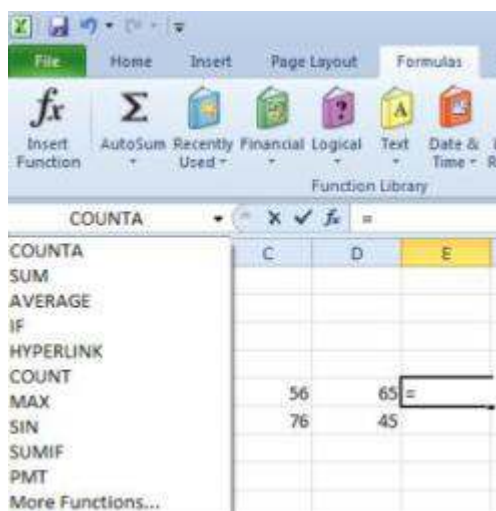 File Home Insert Page Layout Formulas
Insert Function
AutoSum
Recently Used
Financial
Logical
Text
Date & Time
Function Library
COUNTA fx =
COUNTA C D E
SUM
AVERAGE
IF
HYPERLINK
COUNT
MAX 56 65 =
SIN 76 45
SUMIF
PMT
More Functions...